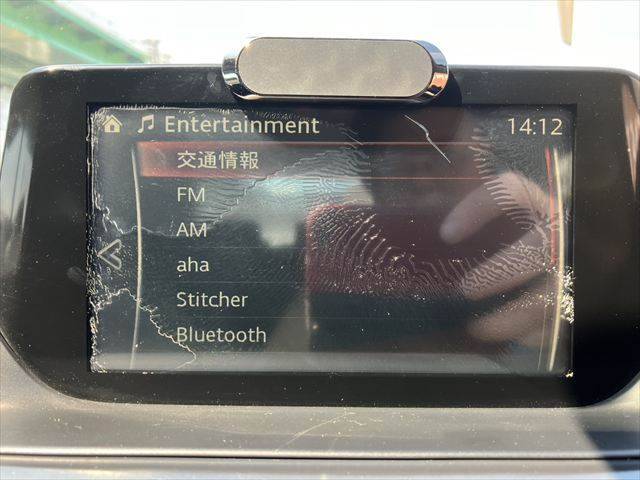 Entertainment 14:12
交通情報
FM
AM
aha
Stitcher
Bluetooth